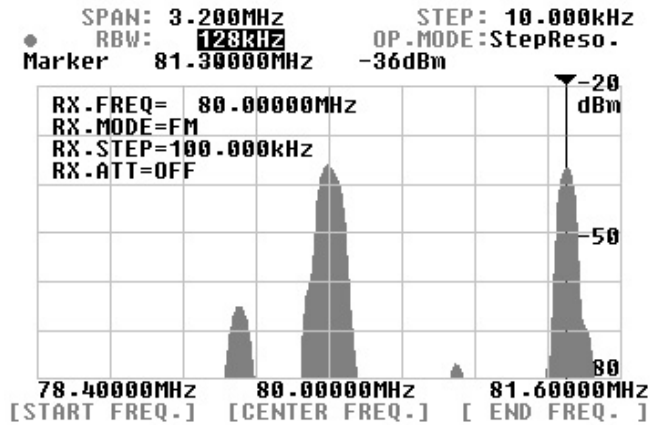 SPAN: 3.200MHz STEP: 10.000kHz
RBW: 128kHz OP.MODE:StepReso.
Marker 81.30000MHz -36dBm
-20
dBm
RX.FREQ= 80.00000MHz
RX.MODE=FM
RX.STEP=100.000kHz
RX.ATT=OFF
-50
80
78.40000MHz 80.00000MHz 81.60000MHz
[START FREQ.] [CENTER FREQ.] [ END FREQ. ]